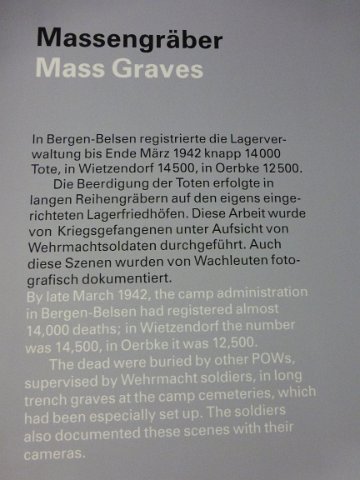 Massengräber
Mass Graves
In Bergen-Belsen registrierte die Lagerver-
waltung bis Ende März 1942 knapp 14 000
Tote, in Wietzendorf 14 500, in Oerbke 12 500.
Die Beerdigung der Toten erfolgte in
langen Reihengräbern auf den eigens einge-
richteten Lagerfriedhöfen. Diese Arbeit wurde
von Kriegsgefangenen unter Aufsicht von
Wehrmachtsoldaten durchgeführt. Auch
diese Szenen wurden von Wachleuten foto-
grafisch dokumentiert.
By late March 1942, the camp administration
in Bergen-Belsen had registered almost
14,000 deaths; in Wietzendorf the number
was 14,500, in Oerbke it was 12,500.
The dead were buried by other POWs,
supervised by Wehrmacht soldiers, in long
trench graves at the camp cemeteries, which
had been especially set up. The soldiers
also documented these scenes with their
cameras.